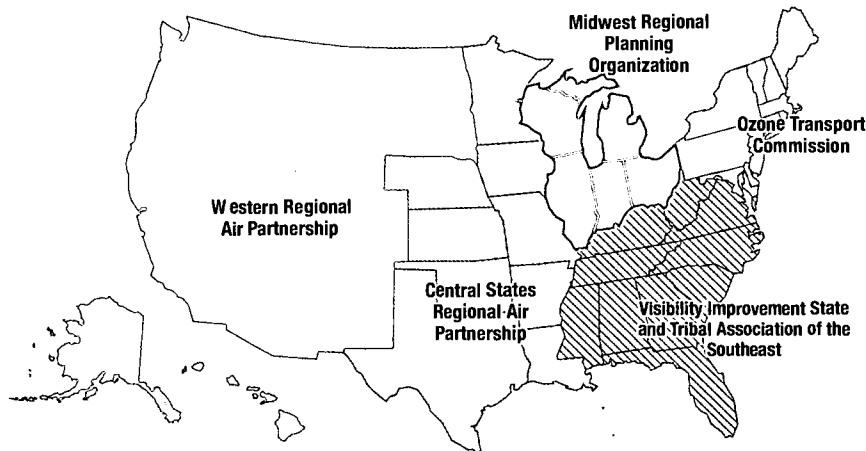 Midwest Regional
Planning
Organization
Ozone Transport
Commission
Western Regional
Air Partnership
Central States
Regional Air
Partnership
Visibility Improvement State
and Tribal Association of the
Southeast